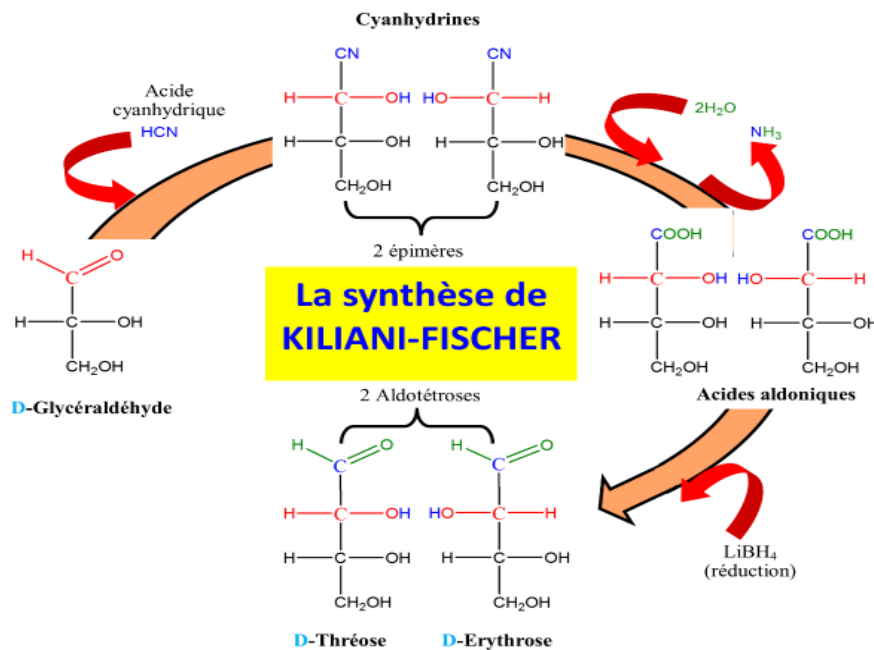 Cyanhydrines
CN CN
H C OH HO C H
H OH H OH
CH₂OH CH₂OH
2 épimères
Acide
cyanhydrique
HCN
2H₂O
NH₃
H O
C
H OH
CH₂OH
D-Glycéraldéhyde
La synthèse de
KILIANI-FISCHER
COOH COOH
H C OH HO C H
H OH H OH
CH₂OH CH₂OH
Acides aldoniques
2 Aldotétroses
H O H O
C C
H C OH HO C H
H OH H OH
CH₂OH CH₂OH
D-Thréose D-Erythrose
LiBH₄
(réduction)